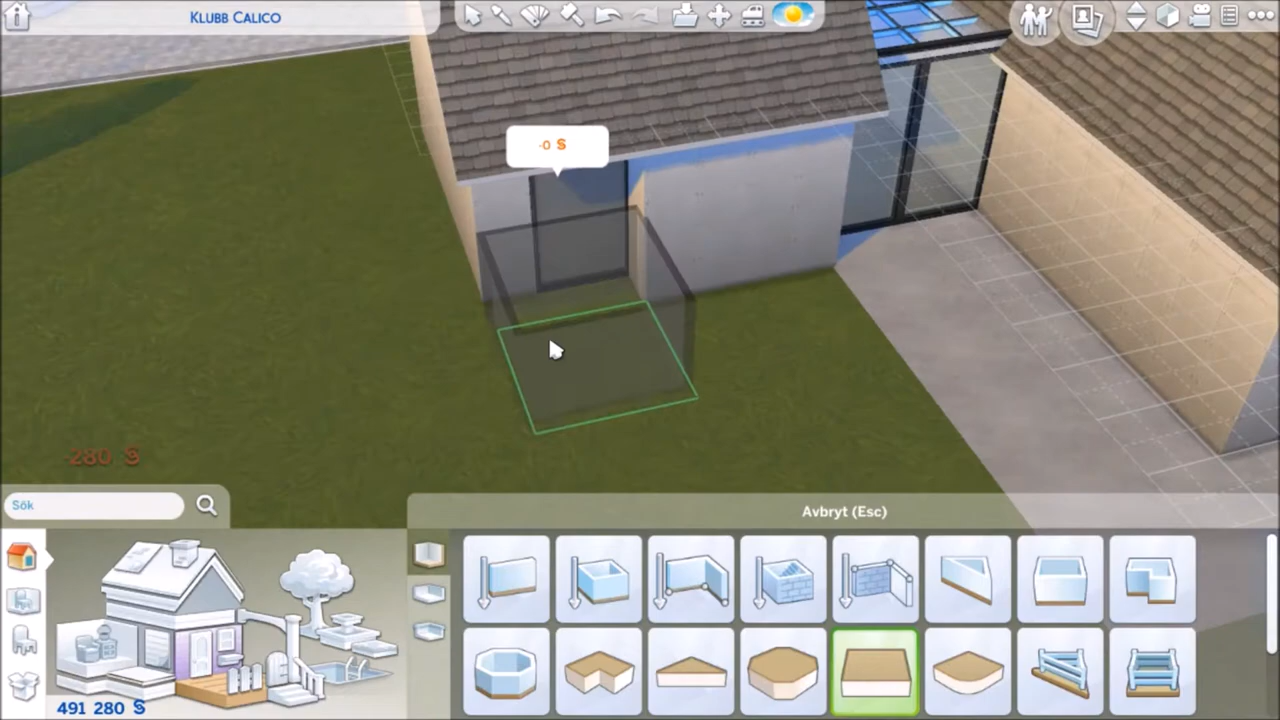 KLUBB CALICO
-0 §
280 §
Sök
Avbryt (Esc)
491 280 §